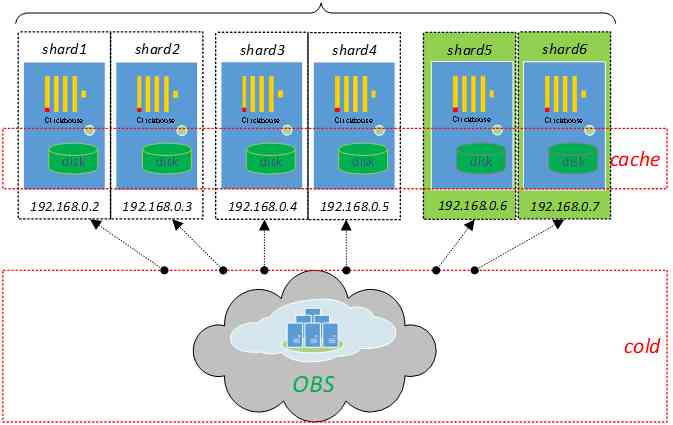 shard1 shard2 shard3 shard4 shard5 shard6
Clickhouse Clickhouse Clickhouse Clickhouse Clickhouse Clickhouse
disk disk disk disk disk disk cache
192.168.0.2 192.168.0.3 192.168.0.4 192.168.0.5 192.168.0.6 192.168.0.7
cold
OBS